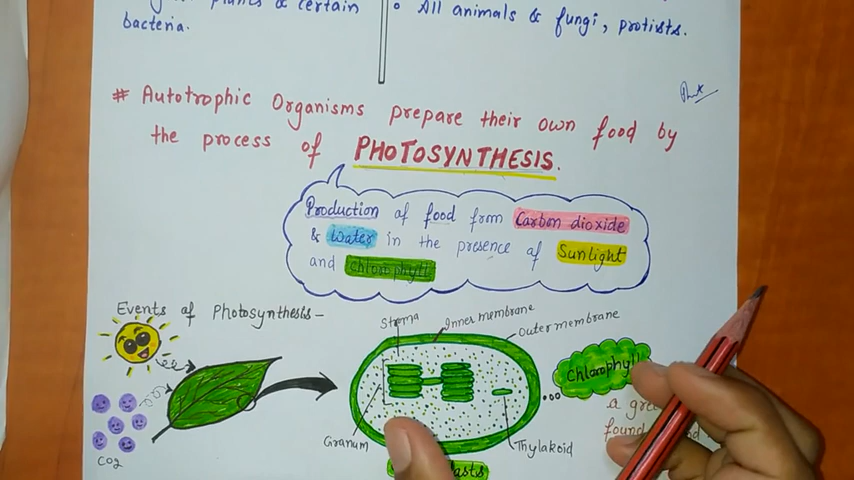 plants & certain
bacteria.
• All animals & fungi, protists.
# Autotrophic Organisms prepare their own food by
the process of PHOTOSYNTHESIS.
Production of food from Carbon dioxide
& water in the presence of Sunlight
and chlorophyll
Events of Photosynthesis-
Stroma
Inner membrane
Outer membrane
Chlorophyll
a
Granum
Thylakoid
CO2